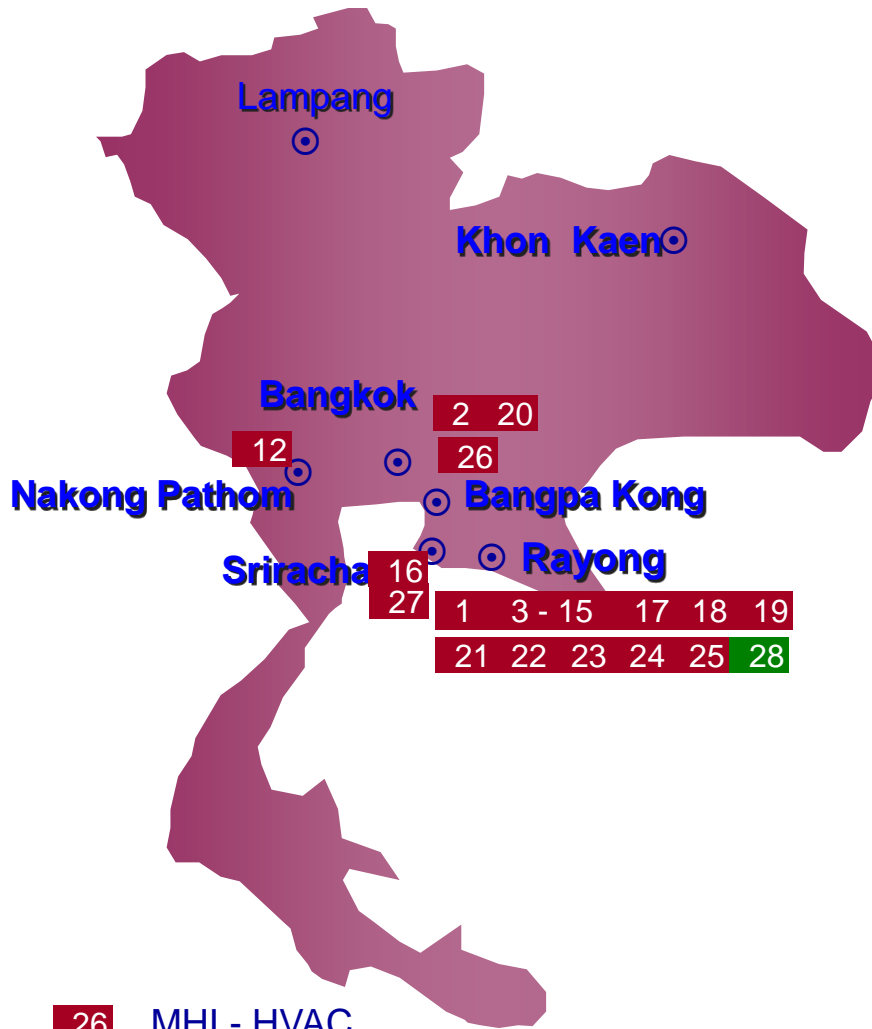 Lampang
Khon Kaen
Bangkok
2 20
12
26
Nakong Pathom
Bangpa Kong
Sriracha
16
Rayong
27
1 3 - 15 17 18 19
21 22 23 24 25 28
26 MHI - HVAC